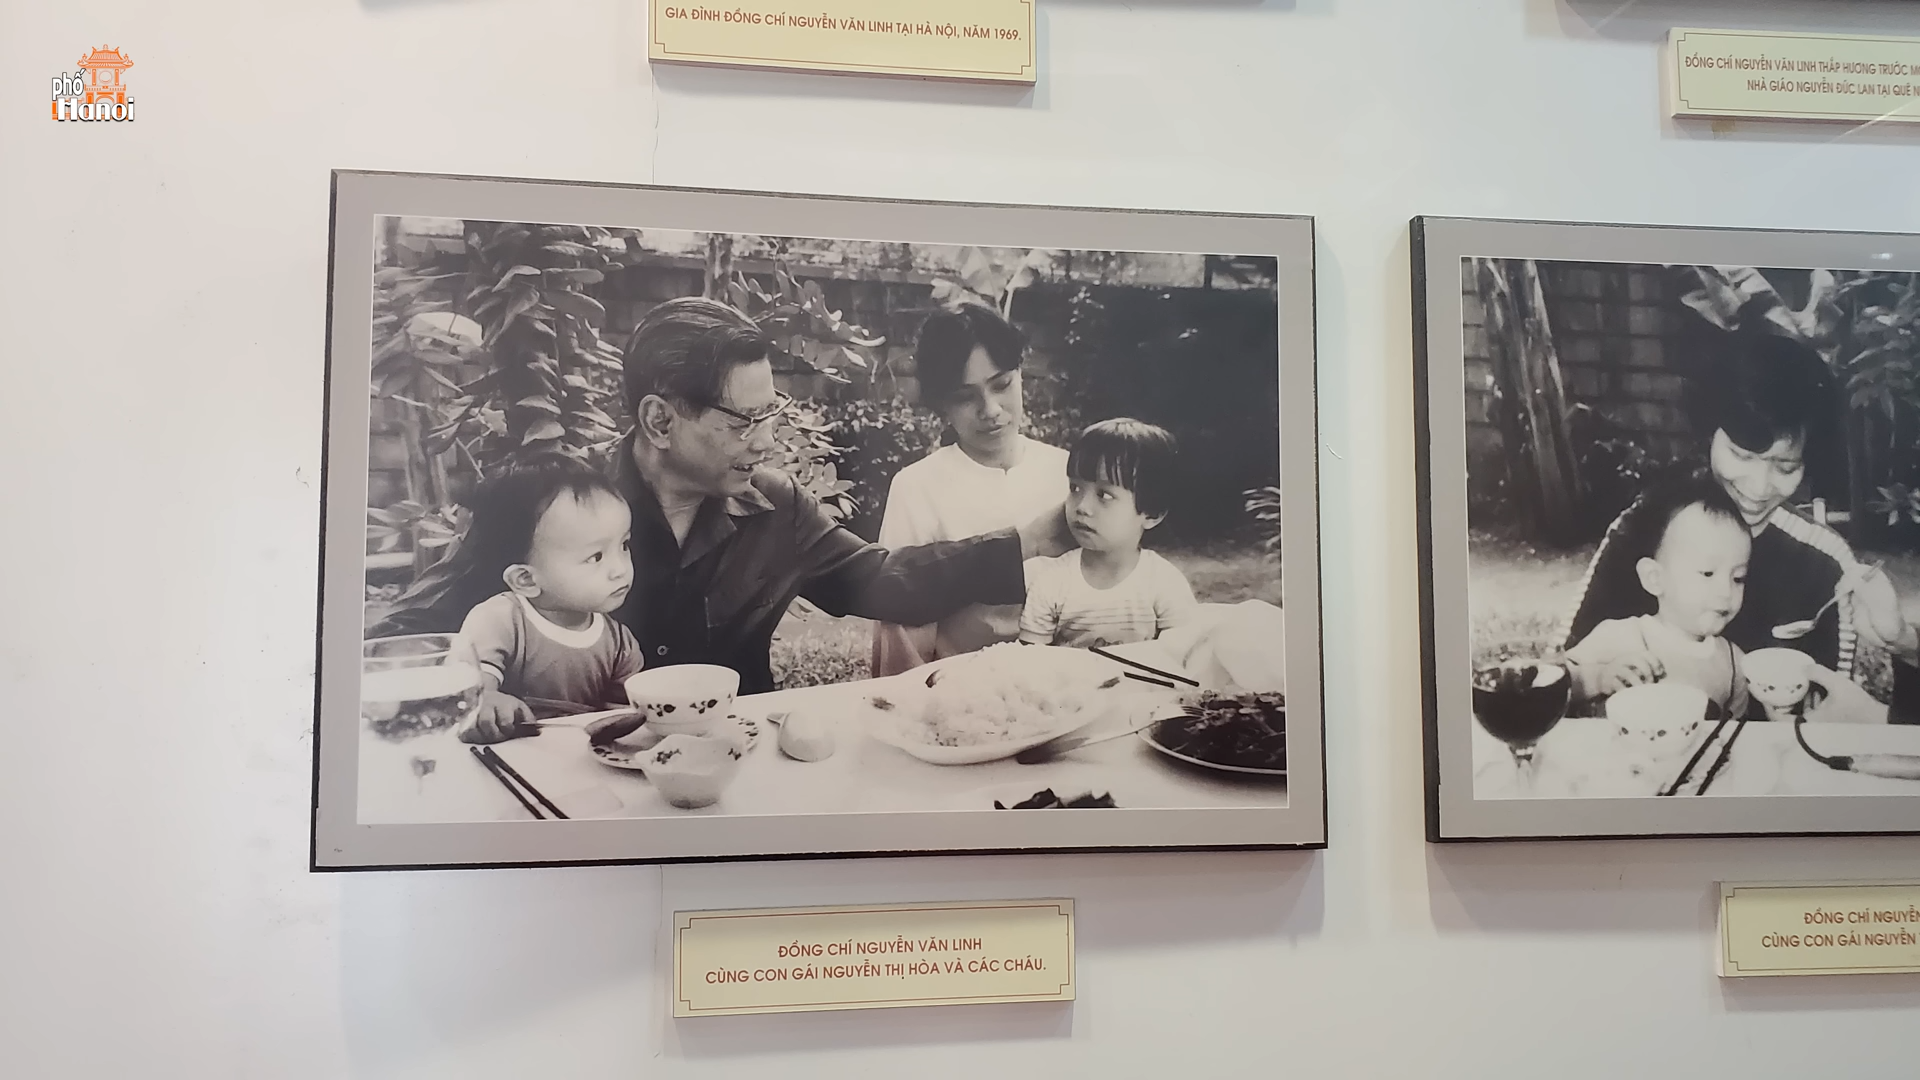 phố
Hanoi
GIA ĐÌNH ĐỒNG CHÍ NGUYỄN VĂN LINH TẠI HÀ NỘI, NĂM 1969.
ĐỒNG CHÍ NGUYỄN VĂN LINH THẮP HƯƠNG TRƯỚC
NHÀ GIÁO NGUYỄN ĐỨC LAN TẠI QUÊ
ĐỒNG CHÍ NGUYỄN VĂN LINH
CÙNG CON GÁI NGUYỄN THỊ HÒA VÀ CÁC CHÁU.
ĐỒNG CHÍ NGUYỄN
CÙNG CON GÁI NGUYỄN